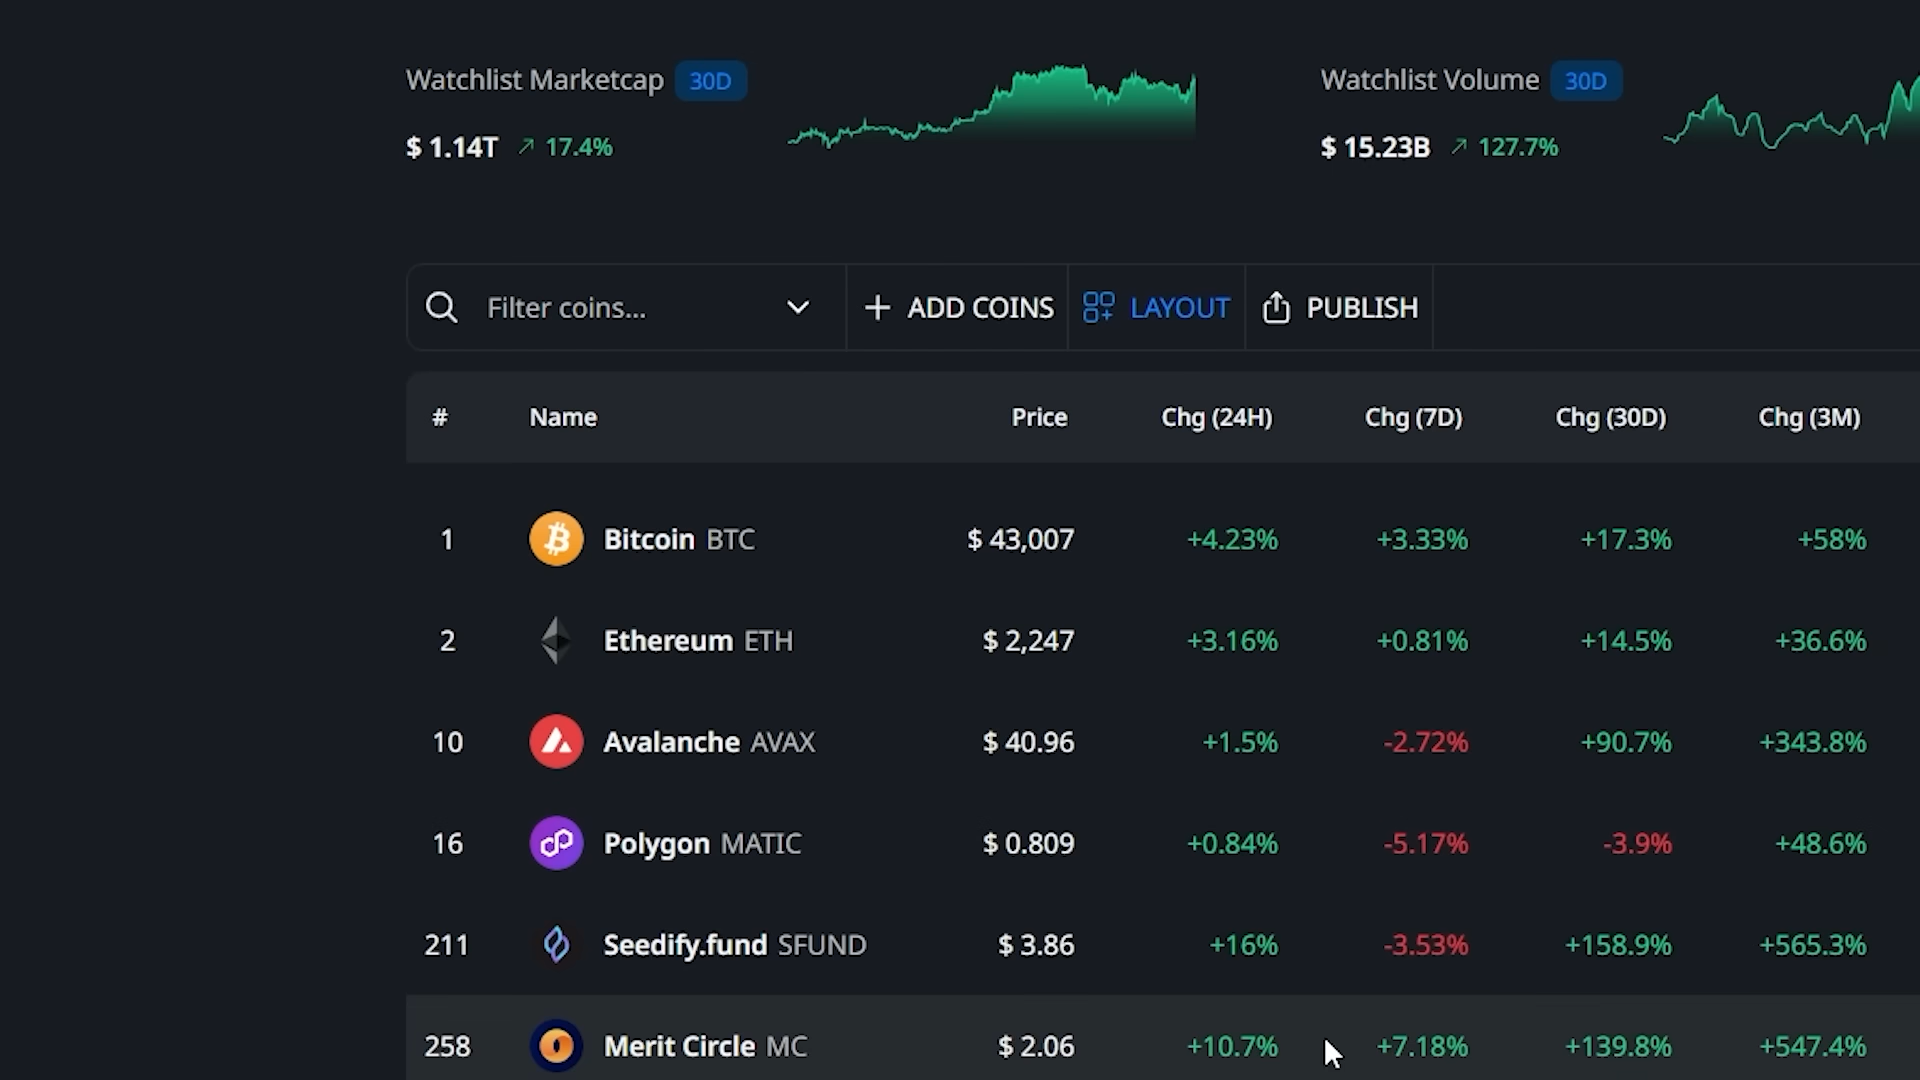 Watchlist Marketcap 30D
$ 1.14T ↗ 17.4%
Watchlist Volume 30D
$ 15.23B ↗ 127.7%
Filter coins... + ADD COINS LAYOUT PUBLISH
# Name Price Chg (24H) Chg (7D) Chg (30D) Chg (3M)
1 Bitcoin BTC $ 43,007 +4.23% +3.33% +17.3% +58%
2 Ethereum ETH $ 2,247 +3.16% +0.81% +14.5% +36.6%
10 Avalanche AVAX $ 40.96 +1.5% -2.72% +90.7% +343.8%
16 Polygon MATIC $ 0.809 +0.84% -5.17% -3.9% +48.6%
211 Seedify.fund SFUND $ 3.86 +16% -3.53% +158.9% +565.3%
258 Merit Circle MC $ 2.06 +10.7% +7.18% +139.8% +547.4%